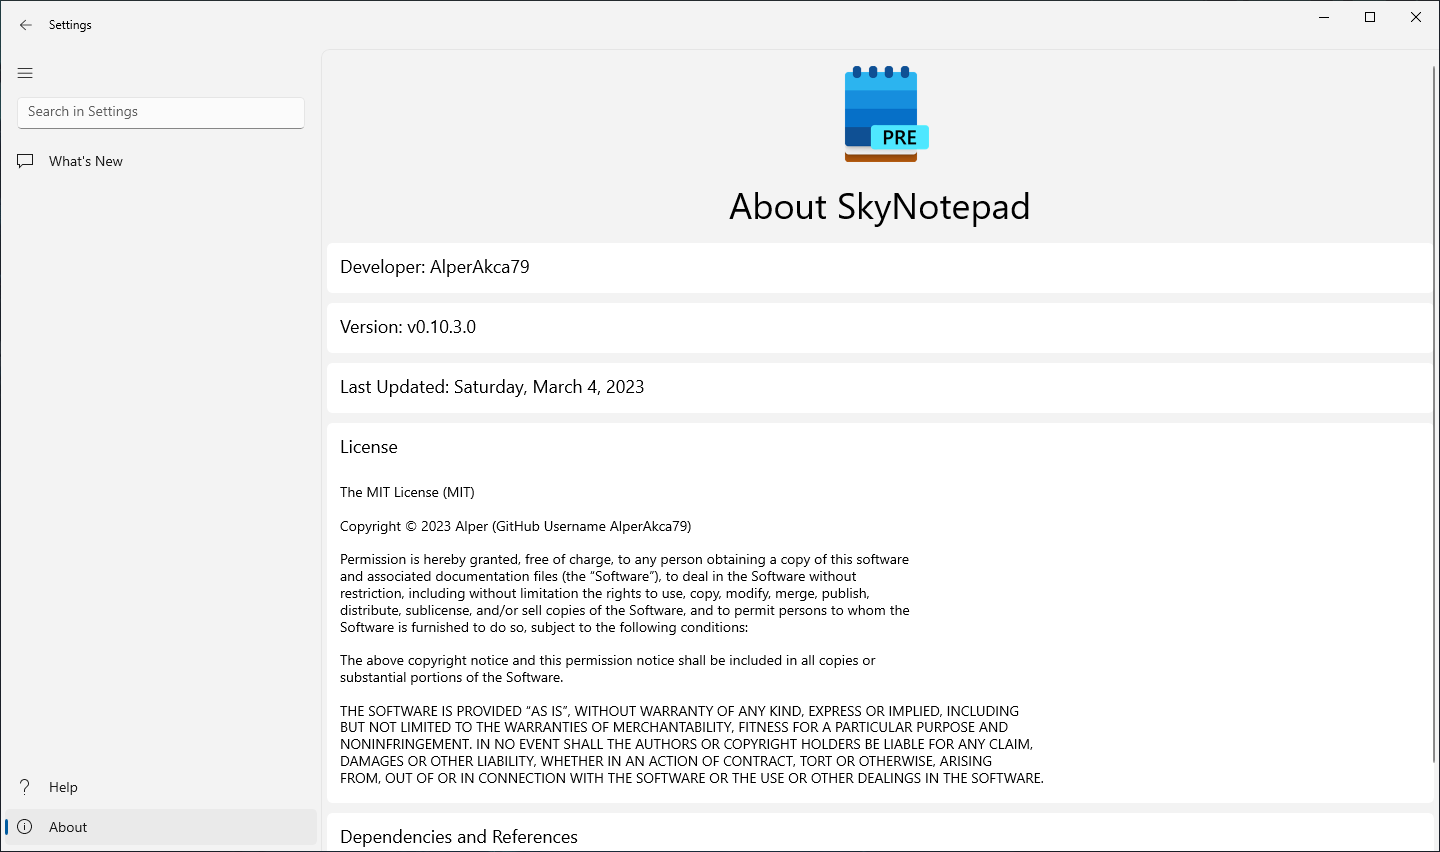 Settings
Search in Settings
What's New
Help
About
PRE
About SkyNotepad
Developer: AlperAkca79
Version: v0.10.3.0
Last Updated: Saturday, March 4, 2023
License
The MIT License (MIT)
Copyright © 2023 Alper (GitHub Username AlperAkca79)
Permission is hereby granted, free of charge, to any person obtaining a copy of this software
and associated documentation files (the “Software”), to deal in the Software without
restriction, including without limitation the rights to use, copy, modify, merge, publish,
distribute, sublicense, and/or sell copies of the Software, and to permit persons to whom the
Software is furnished to do so, subject to the following conditions:
The above copyright notice and this permission notice shall be included in all copies or
substantial portions of the Software.
THE SOFTWARE IS PROVIDED “AS IS”, WITHOUT WARRANTY OF ANY KIND, EXPRESS OR IMPLIED, INCLUDING
BUT NOT LIMITED TO THE WARRANTIES OF MERCHANTABILITY, FITNESS FOR A PARTICULAR PURPOSE AND
NONINFRINGEMENT. IN NO EVENT SHALL THE AUTHORS OR COPYRIGHT HOLDERS BE LIABLE FOR ANY CLAIM,
DAMAGES OR OTHER LIABILITY, WHETHER IN AN ACTION OF CONTRACT, TORT OR OTHERWISE, ARISING
FROM, OUT OF OR IN CONNECTION WITH THE SOFTWARE OR THE USE OR OTHER DEALINGS IN THE SOFTWARE.
Dependencies and References